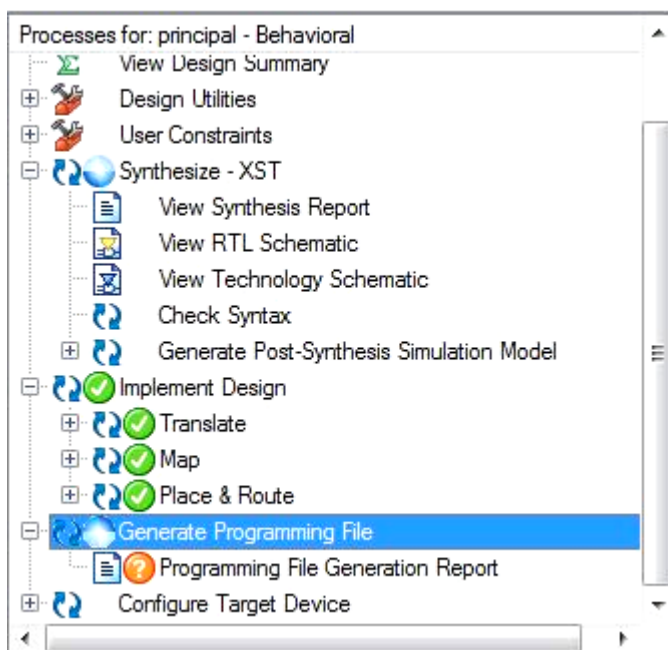 Processes for: principal - Behavioral
View Design Summary
Design Utilities
User Constraints
Synthesize - XST
View Synthesis Report
View RTL Schematic
View Technology Schematic
Check Syntax
Generate Post-Synthesis Simulation Model
Implement Design
Translate
Map
Place & Route
Generate Programming File
Programming File Generation Report
Configure Target Device